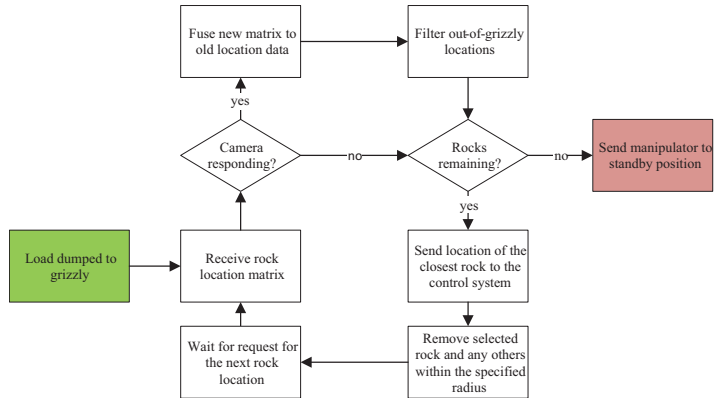 Fuse new matrix to
old location data
Filter out-of-grizzly
locations
yes
Camera
responding?
no
Rocks
remaining?
no
Send manipulator to
standby position
yes
Load dumped to
grizzly
Receive rock
location matrix
Send location of the
closest rock to the
control system
Wait for request for
the next rock
location
Remove selected
rock and any others
within the specified
radius